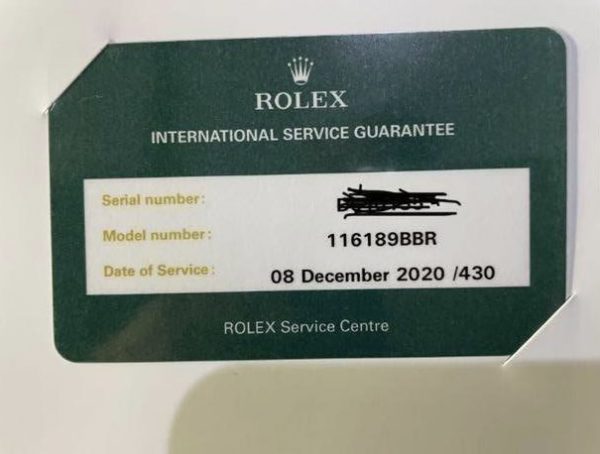 ROLEX
INTERNATIONAL SERVICE GUARANTEE
Serial number:
Model number: 116189BBR
Date of Service: 08 December 2020 /430
ROLEX Service Centre